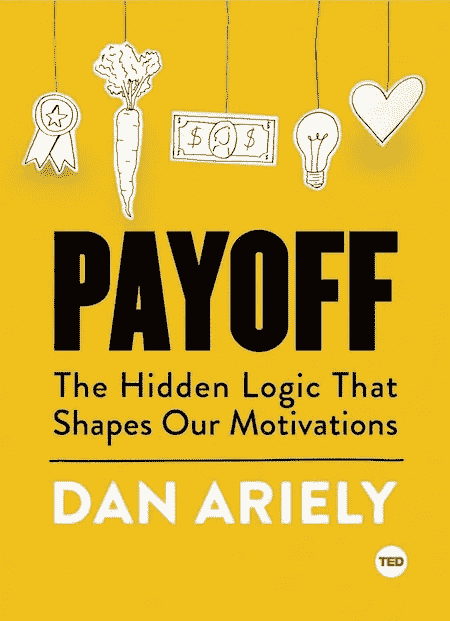 $ $
PAYOFF
The Hidden Logic That
Shapes Our Motivations
DAN ARIELY
TED